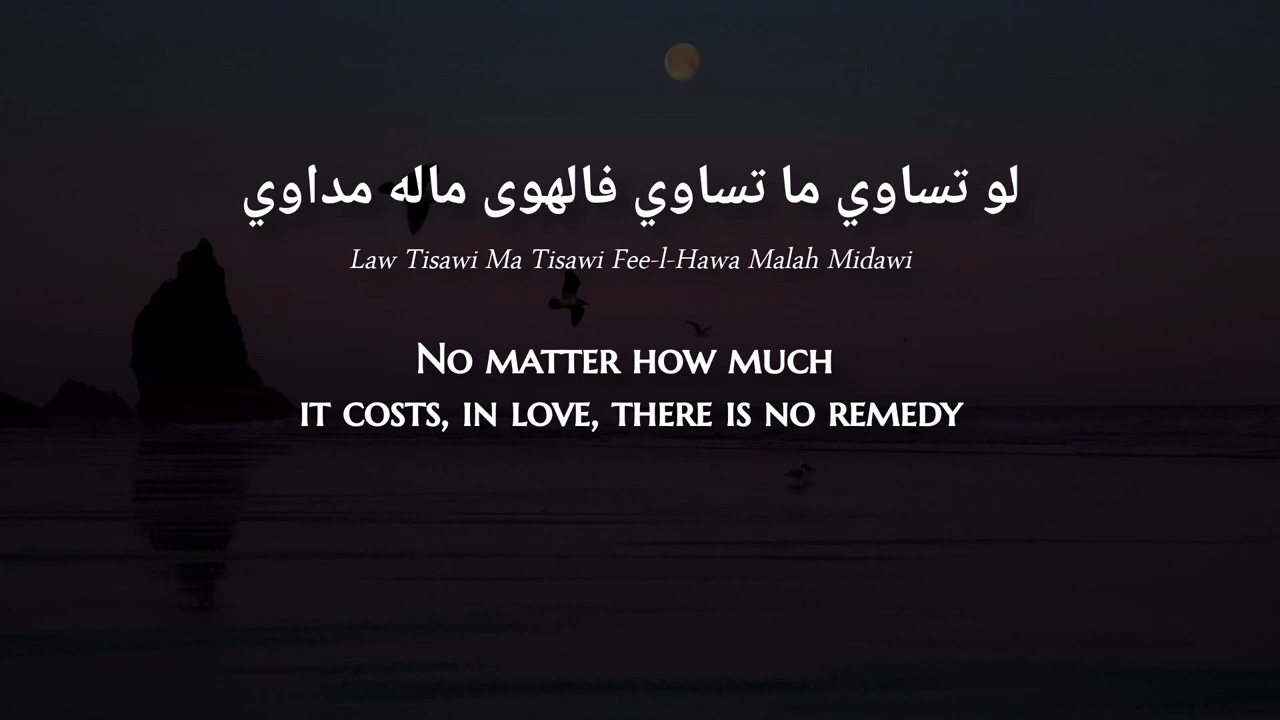 لو تساوي ما تساوي فالهوى ماله مداوي
Law Tisawi Ma Tisawi Fee-l-Hawa Malah Midawi
No matter how much
it costs, in love, there is no remedy